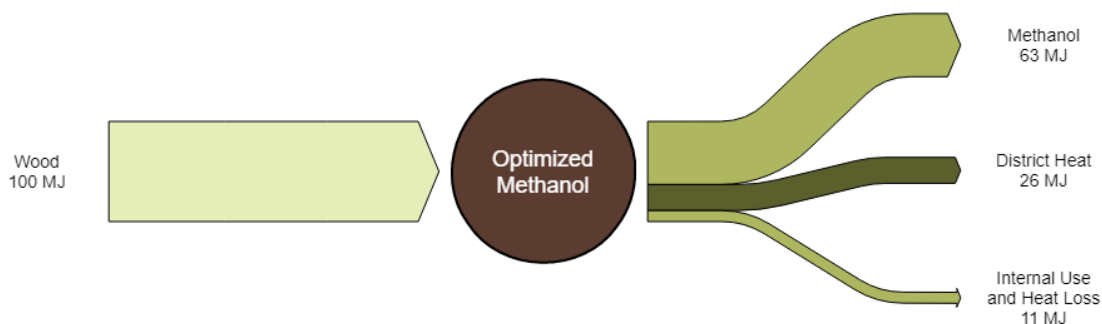 Wood
100 MJ
Optimized
Methanol
Methanol
63 MJ
District Heat
26 MJ
Internal Use
and Heat Loss
11 MJ